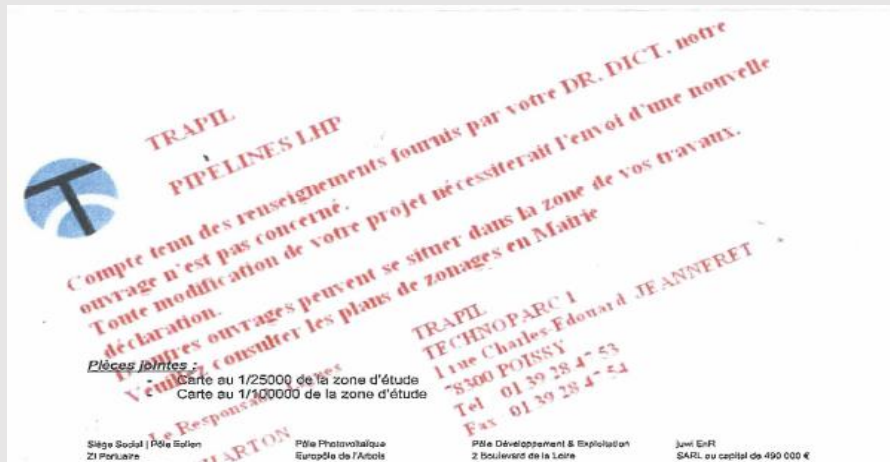 TRAPIL
PIPELINES LHP
Compte tenu des renseignements fournis par votre DR. DICT. notre
ouvrage n'est pas concerné.
Toute modification de votre projet nécessiterait l'envoi d'une nouvelle
déclaration.
D'autres ouvrages peuvent se situer dans la zone de vos travaux.
Veuillez consulter les plans de zonages en Mairie
TRAPIL
TECHNOPARC 1
1 rue Charles-Edouard JEANNERET
78300 POISSY
Tel 01 39 28
Fax 01 39 28
Pièces jointes :
- Carte au 1/25000 de la zone d'étude
- Carte au 1/100000 de la zone d'étude
Le Responsable
Siège Social | Pôle Eolien
ZI Portuaire
Pôle Photovoltaïque
Europôle de l'Arbois
Pôle Développement & Exploitation
2 Boulevard de la Loire
juwi EnR
SARL au capital de 490 000 €